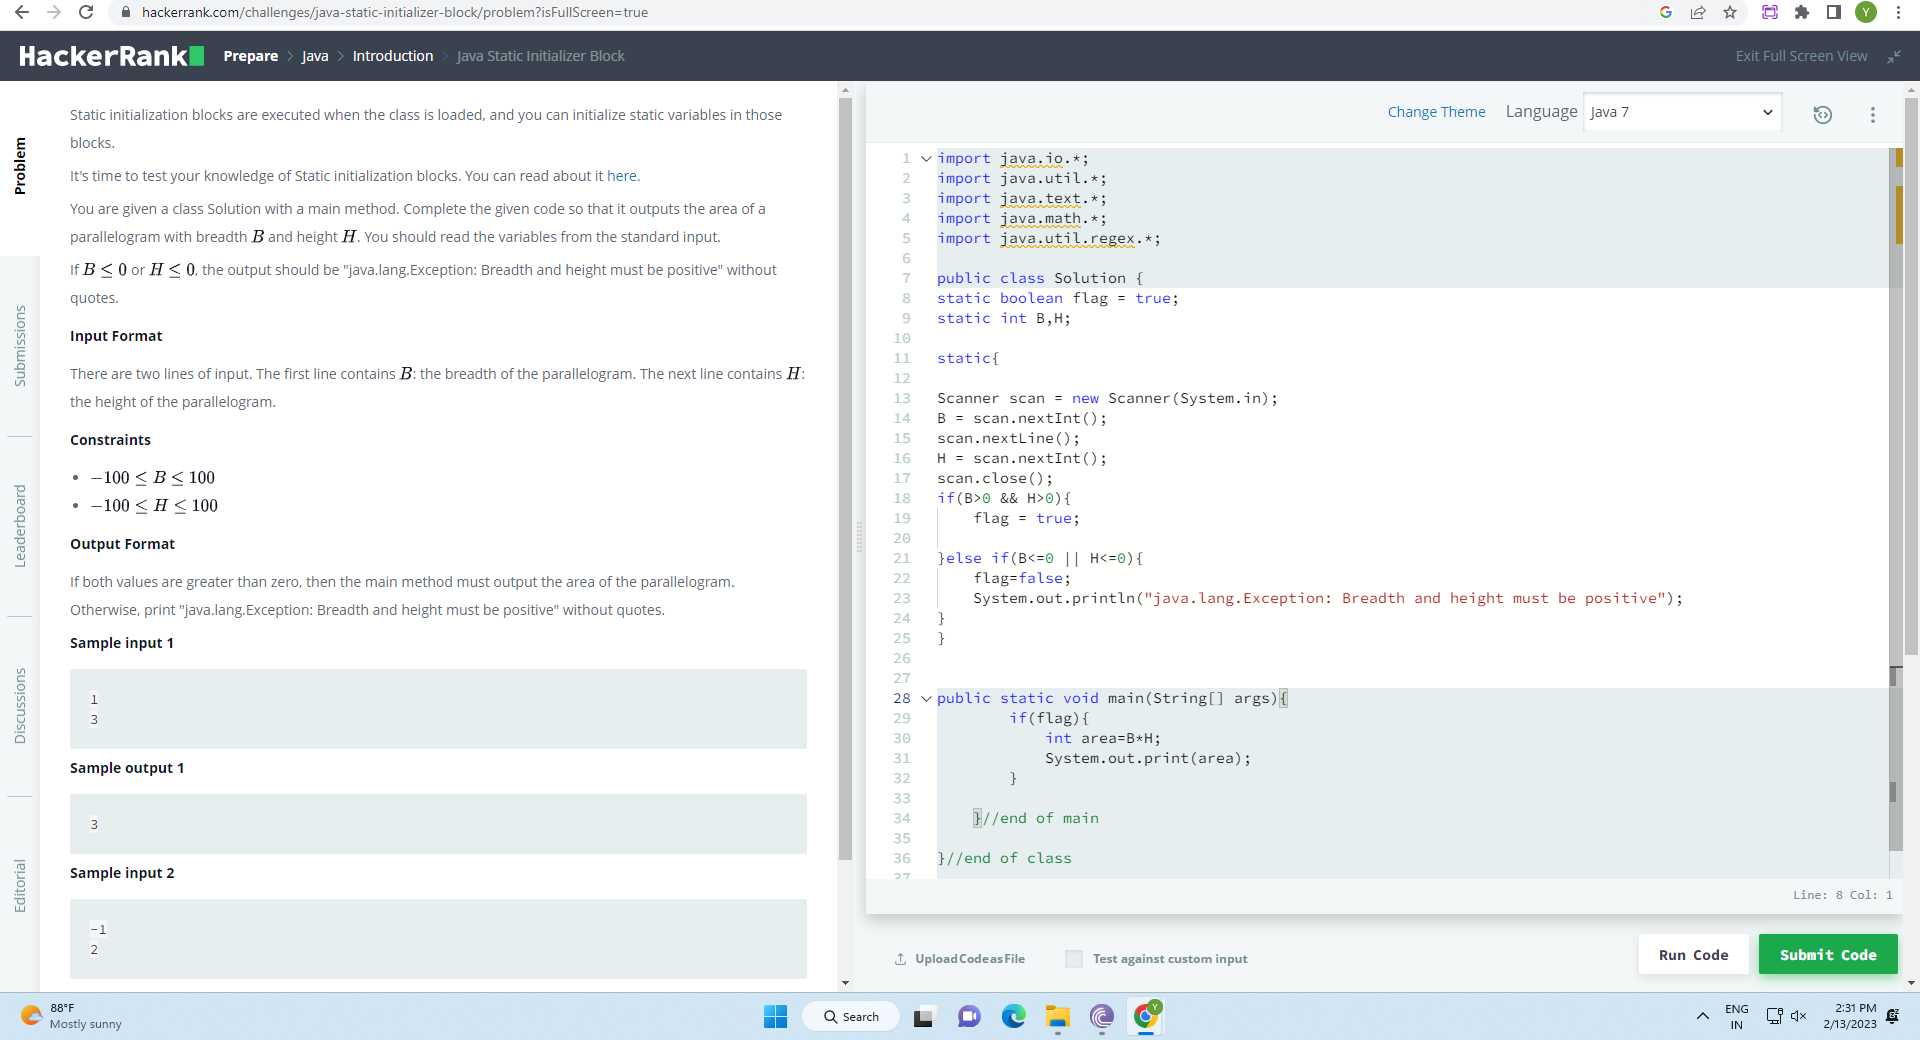 hackerrank.com/challenges/java-static-initializer-block/problem?isFullScreen=true
Y
HackerRank
Prepare > Java > Introduction > Java Static Initializer Block
Exit Full Screen View
Problem
Submissions
Leaderboard
Discussions
Editorial
Static initialization blocks are executed when the class is loaded, and you can initialize static variables in those
blocks.
It's time to test your knowledge of Static initialization blocks. You can read about it here.
You are given a class Solution with a main method. Complete the given code so that it outputs the area of a
parallelogram with breadth B and height H. You should read the variables from the standard input.
If B ≤ 0 or H ≤ 0, the output should be "java.lang.Exception: Breadth and height must be positive" without
quotes.
Input Format
There are two lines of input. The first line contains B: the breadth of the parallelogram. The next line contains H:
the height of the parallelogram.
Constraints
• −100 ≤ B ≤ 100
• −100 ≤ H ≤ 100
Output Format
If both values are greater than zero, then the main method must output the area of the parallelogram.
Otherwise, print "java.lang.Exception: Breadth and height must be positive" without quotes.
Sample input 1
1
3
Sample output 1
3
Sample input 2
-1
2
Change Theme Language Java 7
1 import java.io.*;
2 import java.util.*;
3 import java.text.*;
4 import java.math.*;
5 import java.util.regex.*;
6
7 public class Solution {
8 static boolean flag = true;
9 static int B,H;
10
11 static{
12
13 Scanner scan = new Scanner(System.in);
14 B = scan.nextInt();
15 scan.nextLine();
16 H = scan.nextInt();
17 scan.close();
18 if(B>0 && H>0){
19     flag = true;
20
21 }else if(B<=0 || H<=0){
22     flag=false;
23     System.out.println("java.lang.Exception: Breadth and height must be positive");
24 }
25 }
26
27
28 public static void main(String[] args){
29         if(flag){
30             int area=B*H;
31             System.out.print(area);
32         }
33
34     }//end of main
35
36 }//end of class
37
Line: 8 Col: 1
Upload Code as File
Test against custom input
Run Code
Submit Code
88°F
Mostly sunny
Search
Y
ENG
IN
2:31 PM
2/13/2023